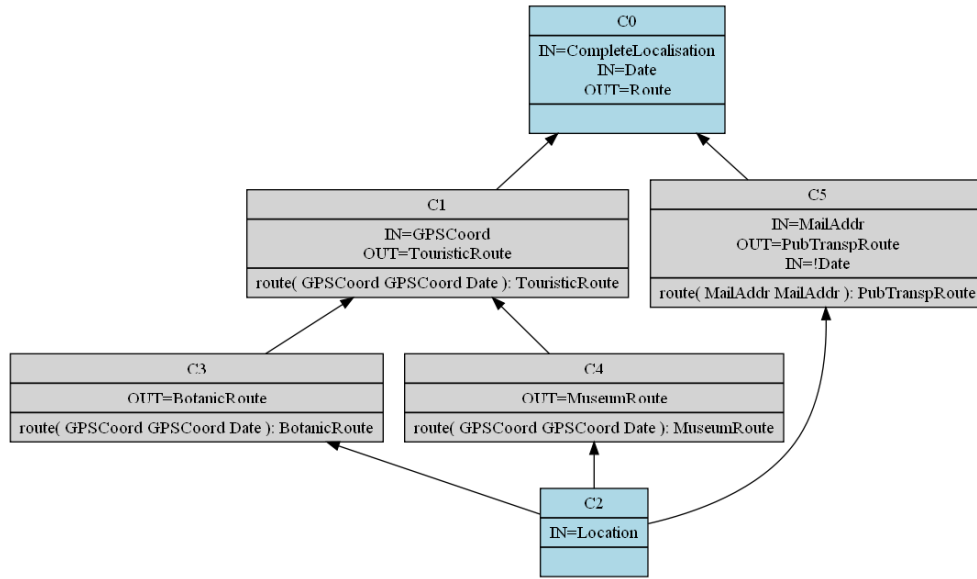 C0
IN=CompleteLocalisation
IN=Date
OUT=Route
C1
IN=GPSCoord
OUT=TouristicRoute
route( GPSCoord GPSCoord Date ): TouristicRoute
C5
IN=MailAddr
OUT=PubTranspRoute
IN=!Date
route( MailAddr MailAddr ): PubTranspRoute
C3
OUT=BotanicRoute
route( GPSCoord GPSCoord Date ): BotanicRoute
C4
OUT=MuseumRoute
route( GPSCoord GPSCoord Date ): MuseumRoute
C2
IN=Location